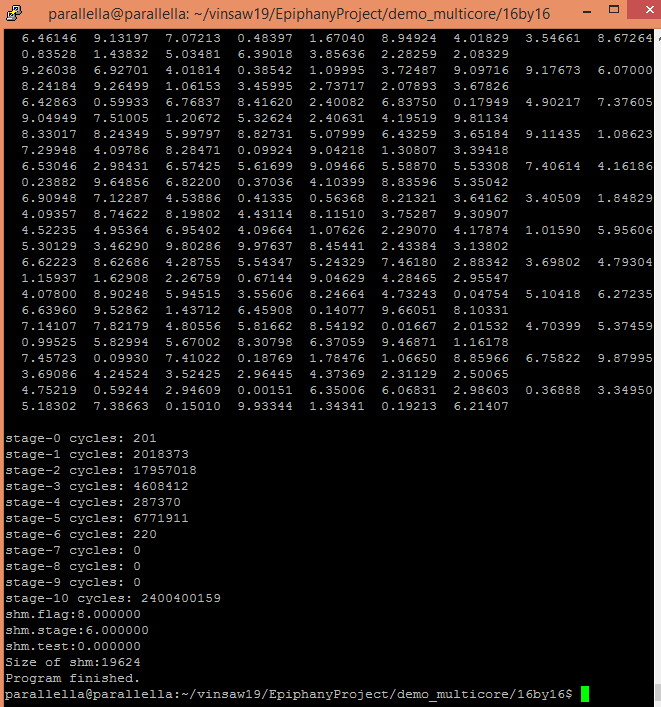 parallella@parallella: ~/vinsaw19/EpiphanyProject/demo_multicore/16by16
6.46146 9.13197 7.07213 0.48397 1.67040 8.94924 4.01829 3.54661 8.67264
0.83528 1.43832 5.03481 6.39018 3.85636 2.28259 2.08329
9.26038 6.92701 4.01814 0.38542 1.09995 3.72487 9.09716 9.17673 6.07000
8.24184 9.26499 1.06153 3.45995 2.73717 2.07893 3.67826
6.42863 0.59933 6.76837 8.41620 2.40082 6.83750 0.17949 4.90217 7.37605
9.04949 7.51005 1.20672 5.32624 2.40631 4.19519 9.81134
8.33017 8.24349 5.99797 8.82731 5.07999 6.43259 3.65184 9.11435 1.08623
7.29948 4.09786 8.28471 0.09924 9.04218 1.30807 3.39418
6.53046 2.98431 6.57425 5.61699 9.09466 5.58870 5.53308 7.40614 4.16186
0.23882 9.64856 6.82200 0.37036 4.10399 8.83596 5.35042
6.90948 7.12287 4.53886 0.41335 0.56368 8.21321 3.64162 3.40509 1.84829
4.09357 8.74622 8.19802 4.43114 8.11510 3.75287 9.30907
4.52235 4.95364 6.95402 4.09664 1.07626 2.29070 4.17874 1.01590 5.95606
5.30129 3.46290 9.80286 9.97637 8.45441 2.43384 3.13802
6.62223 8.62686 4.28755 5.54347 5.24329 7.46180 2.88342 3.69802 4.79304
1.15937 1.62908 2.26759 0.67144 9.04629 4.28465 2.95547
4.07800 8.90248 5.94515 3.55606 8.24664 4.73243 0.04754 5.10418 6.27235
6.63960 9.52862 1.43712 6.45908 0.14077 9.66051 8.10331
7.14107 7.82179 4.80556 5.81662 8.54192 0.01667 2.01532 4.70399 5.37459
0.99525 5.82994 5.67002 8.30798 6.37059 9.46871 1.16178
7.45723 0.09930 7.41022 0.18769 1.78476 1.06650 8.85966 6.75822 9.87995
3.69086 4.24524 3.52425 2.96445 4.37369 2.31129 2.50065
4.75219 0.59244 2.94609 0.00151 6.35006 6.06831 2.98603 0.36888 3.34950
5.18302 7.38663 0.15010 9.93344 1.34341 0.19213 6.21407
stage-0 cycles: 201
stage-1 cycles: 2018373
stage-2 cycles: 17957018
stage-3 cycles: 4608412
stage-4 cycles: 287370
stage-5 cycles: 6771911
stage-6 cycles: 220
stage-7 cycles: 0
stage-8 cycles: 0
stage-9 cycles: 0
stage-10 cycles: 2400400159
shm.flag:8.000000
shm.stage:6.000000
shm.test:0.000000
Size of shm:19624
Program finished.
parallella@parallella:~/vinsaw19/EpiphanyProject/demo_multicore/16by16$